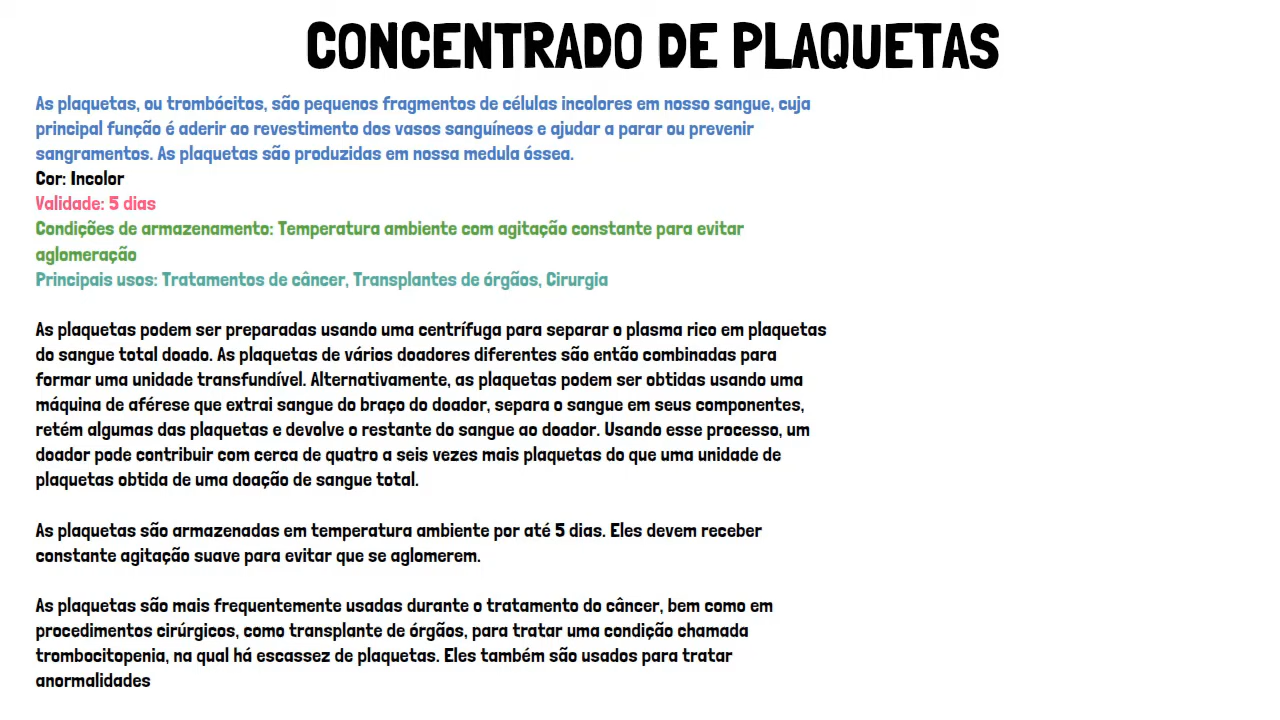 CONCENTRADO DE PLAQUETAS
As plaquetas, ou trombócitos, são pequenos fragmentos de células incolores em nosso sangue, cuja
principal função é aderir ao revestimento dos vasos sanguíneos e ajudar a parar ou prevenir
sangramentos. As plaquetas são produzidas em nossa medula óssea.
Cor: Incolor
Validade: 5 dias
Condições de armazenamento: Temperatura ambiente com agitação constante para evitar
aglomeração
Principais usos: Tratamentos de câncer, Transplantes de órgãos, Cirurgia
As plaquetas podem ser preparadas usando uma centrífuga para separar o plasma rico em plaquetas
do sangue total doado. As plaquetas de vários doadores diferentes são então combinadas para
formar uma unidade transfundível. Alternativamente, as plaquetas podem ser obtidas usando uma
máquina de aférese que extrai sangue do braço do doador, separa o sangue em seus componentes,
retém algumas das plaquetas e devolve o restante do sangue ao doador. Usando esse processo, um
doador pode contribuir com cerca de quatro a seis vezes mais plaquetas do que uma unidade de
plaquetas obtida de uma doação de sangue total.
As plaquetas são armazenadas em temperatura ambiente por até 5 dias. Eles devem receber
constante agitação suave para evitar que se aglomerem.
As plaquetas são mais frequentemente usadas durante o tratamento do câncer, bem como em
procedimentos cirúrgicos, como transplante de órgãos, para tratar uma condição chamada
trombocitopenia, na qual há escassez de plaquetas. Eles também são usados para tratar
anormalidades